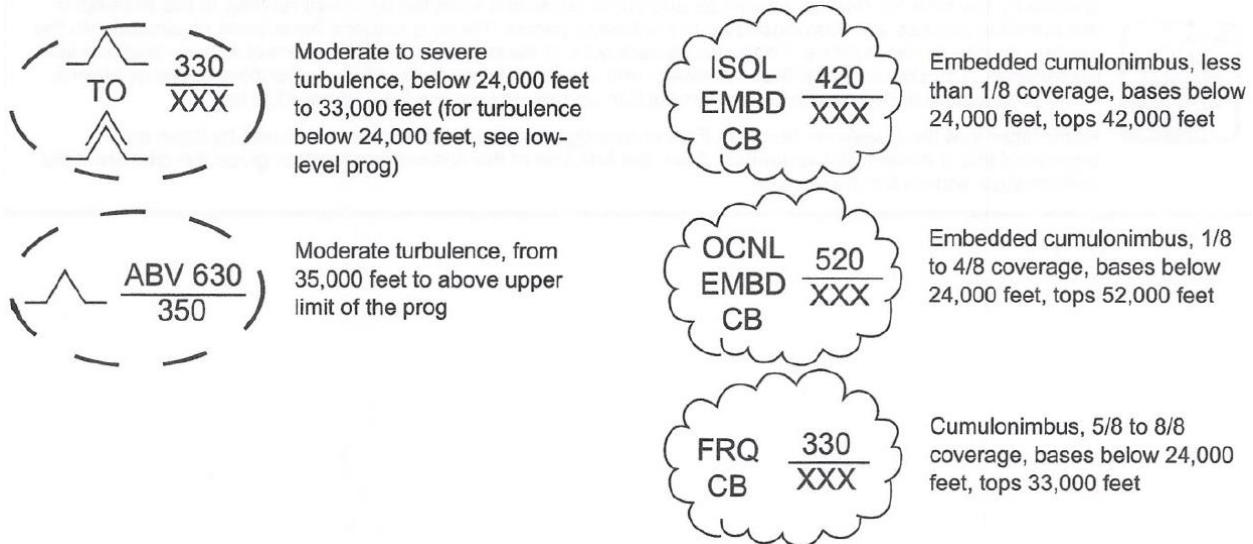 330
TO
XXX
Moderate to severe
turbulence, below 24,000 feet
to 33,000 feet (for turbulence
below 24,000 feet, see low-
level prog)
ABV 630
350
Moderate turbulence, from
35,000 feet to above upper
limit of the prog
ISOL
EMBD
CB
420
XXX
Embedded cumulonimbus, less
than 1/8 coverage, bases below
24,000 feet, tops 42,000 feet
OCNL
EMBD
CB
520
XXX
Embedded cumulonimbus, 1/8
to 4/8 coverage, bases below
24,000 feet, tops 52,000 feet
FRQ
CB
330
XXX
Cumulonimbus, 5/8 to 8/8
coverage, bases below 24,000
feet, tops 33,000 feet